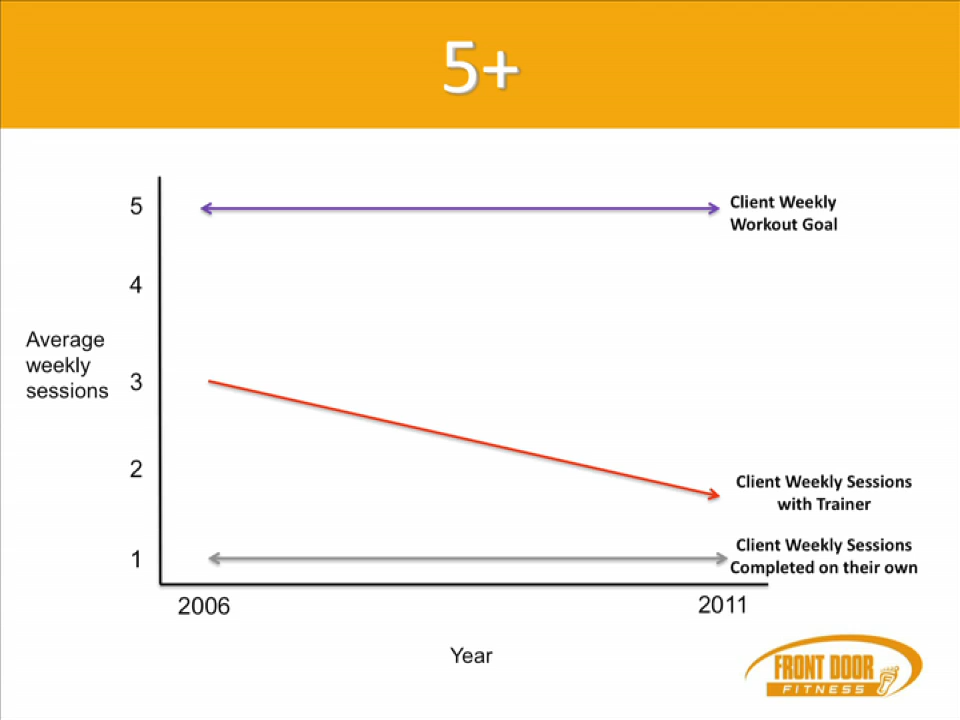 5+
5
Client Weekly
Workout Goal
4
Average
weekly
sessions
3
2
Client Weekly Sessions
with Trainer
1
Client Weekly Sessions
Completed on their own
2006
2011
Year
FRONT DOOR
FITNESS